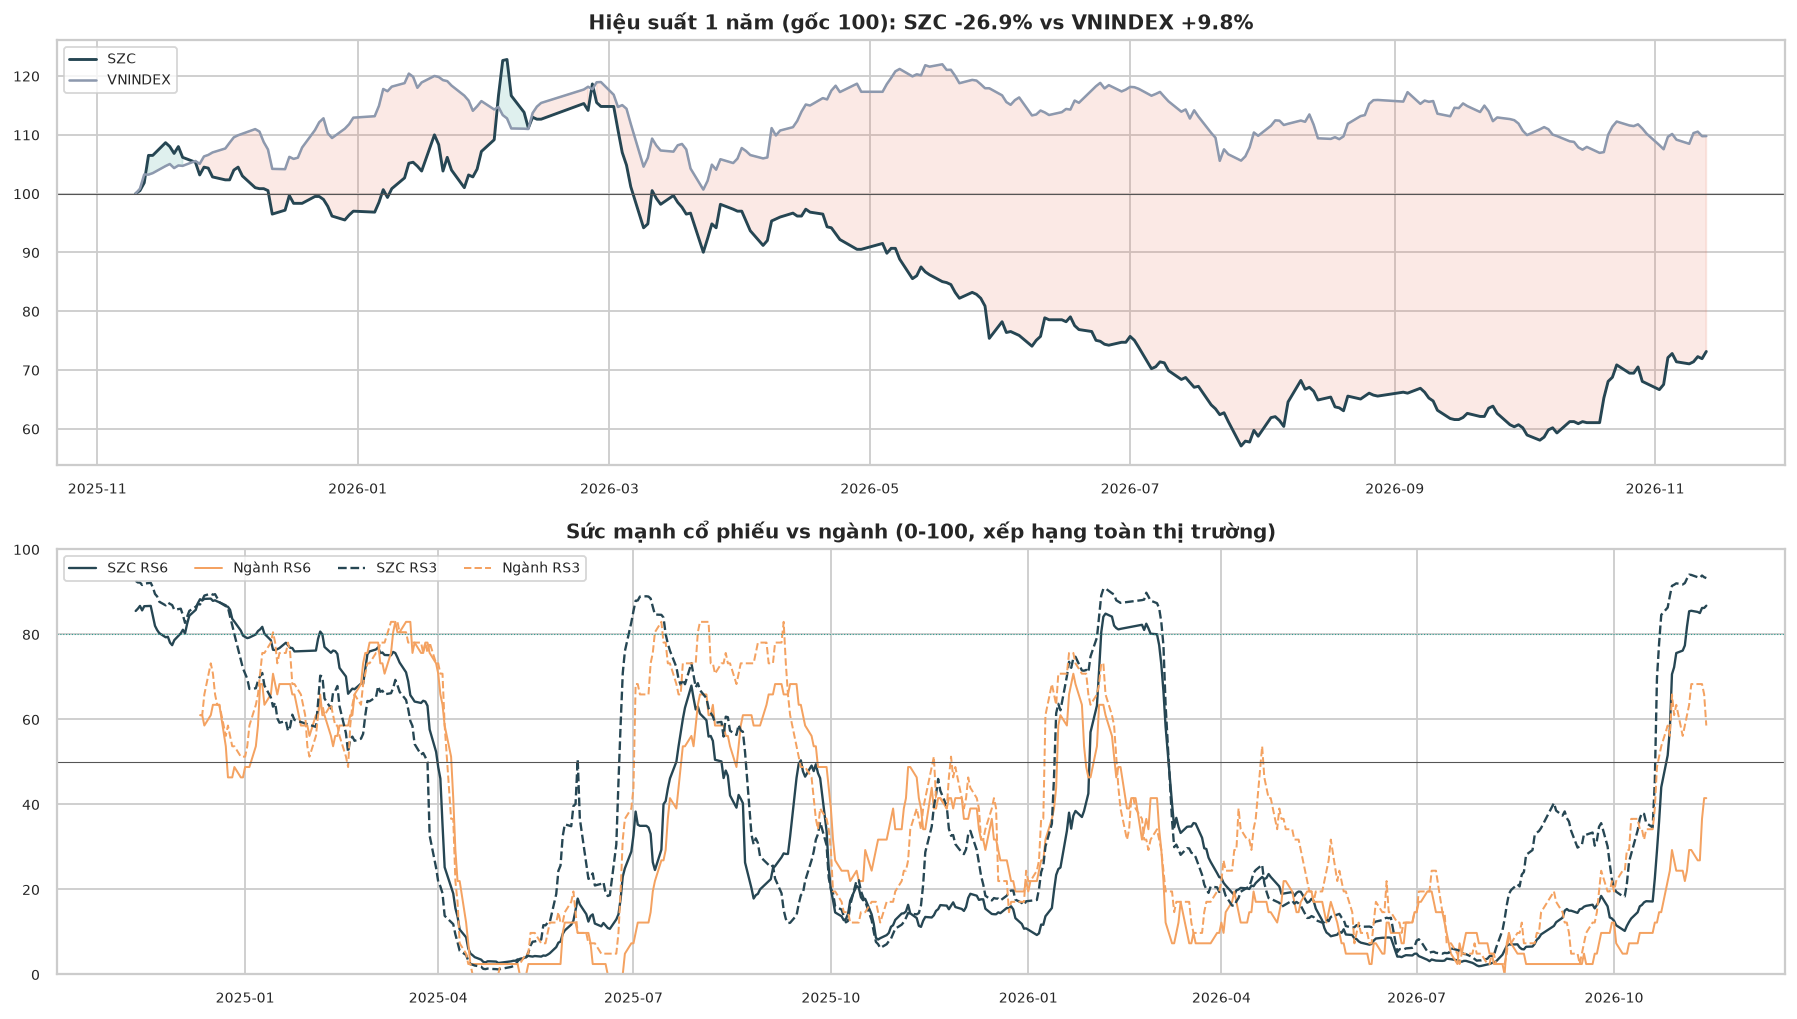 Hiệu suất 1 năm (gốc 100): SZC -26.9% vs VNINDEX +9.8%
SZC
VNINDEX
120
110
100
90
80
70
60
2025-11 2026-01 2026-03 2026-05 2026-07 2026-09 2026-11
Sức mạnh cổ phiếu vs ngành (0-100, xếp hạng toàn thị trường)
SZC RS6 Ngành RS6 SZC RS3 Ngành RS3
100
80
60
40
20
0
2025-01 2025-04 2025-07 2025-10 2026-01 2026-04 2026-07 2026-10